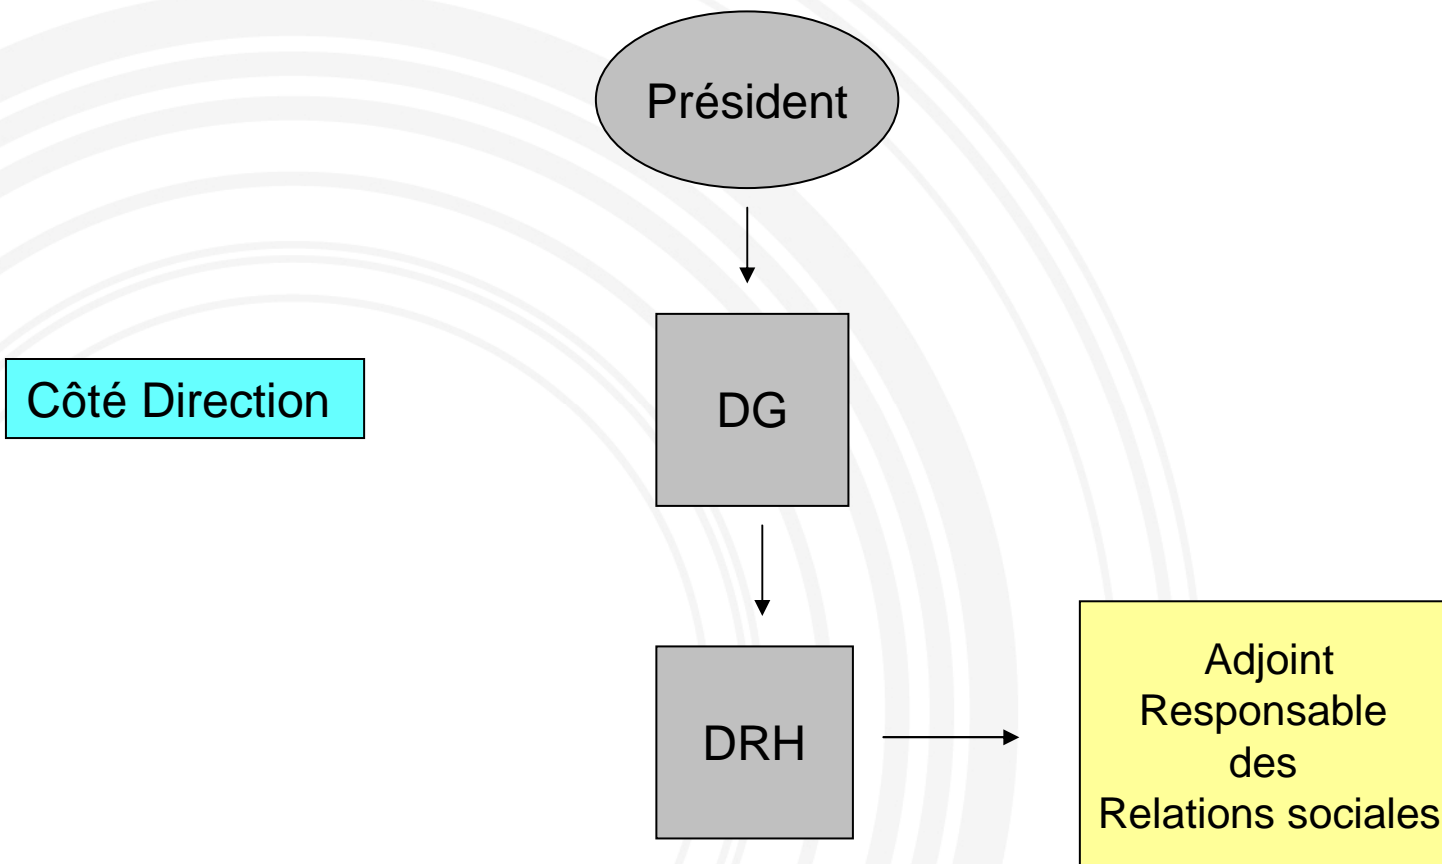 Président
Côté Direction
DG
DRH
Adjoint
Responsable
des
Relations sociales